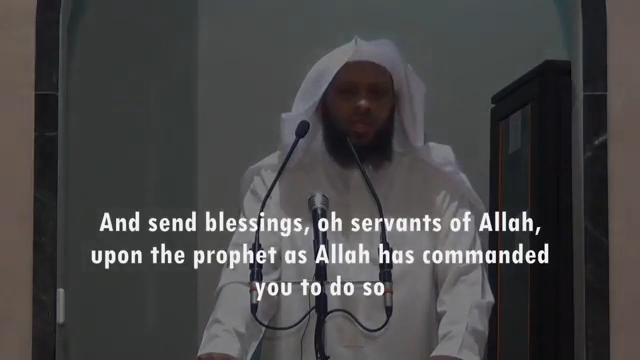 And send blessings, oh servants of Allah,
upon the prophet as Allah has commanded
you to do so